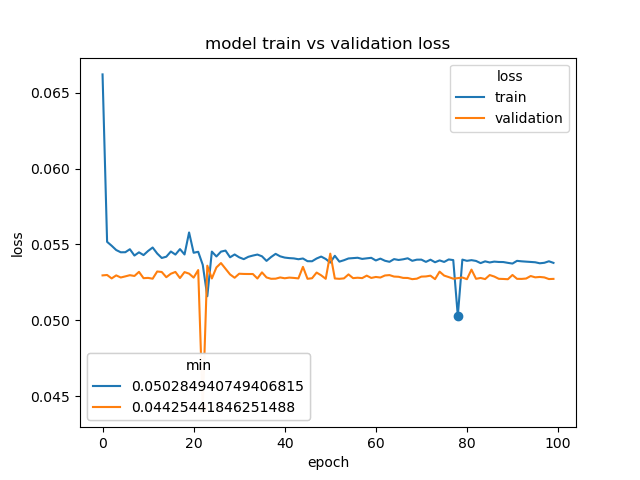 model train vs validation loss
loss
train
validation
0.065
0.060
0.055
0.050
0.045
loss
min
0.050284940749406815
0.04425441846251488
0
20
40
60
80
100
epoch